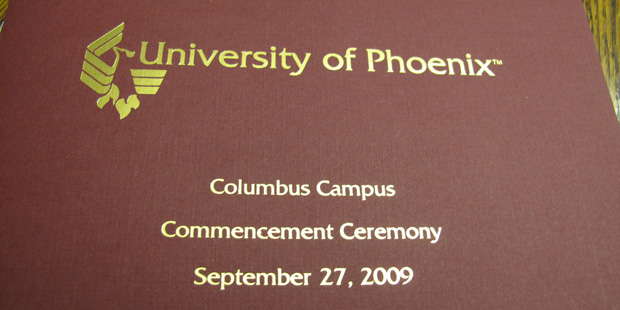 University of Phoenix™
Columbus Campus
Commencement Ceremony
September 27, 2009